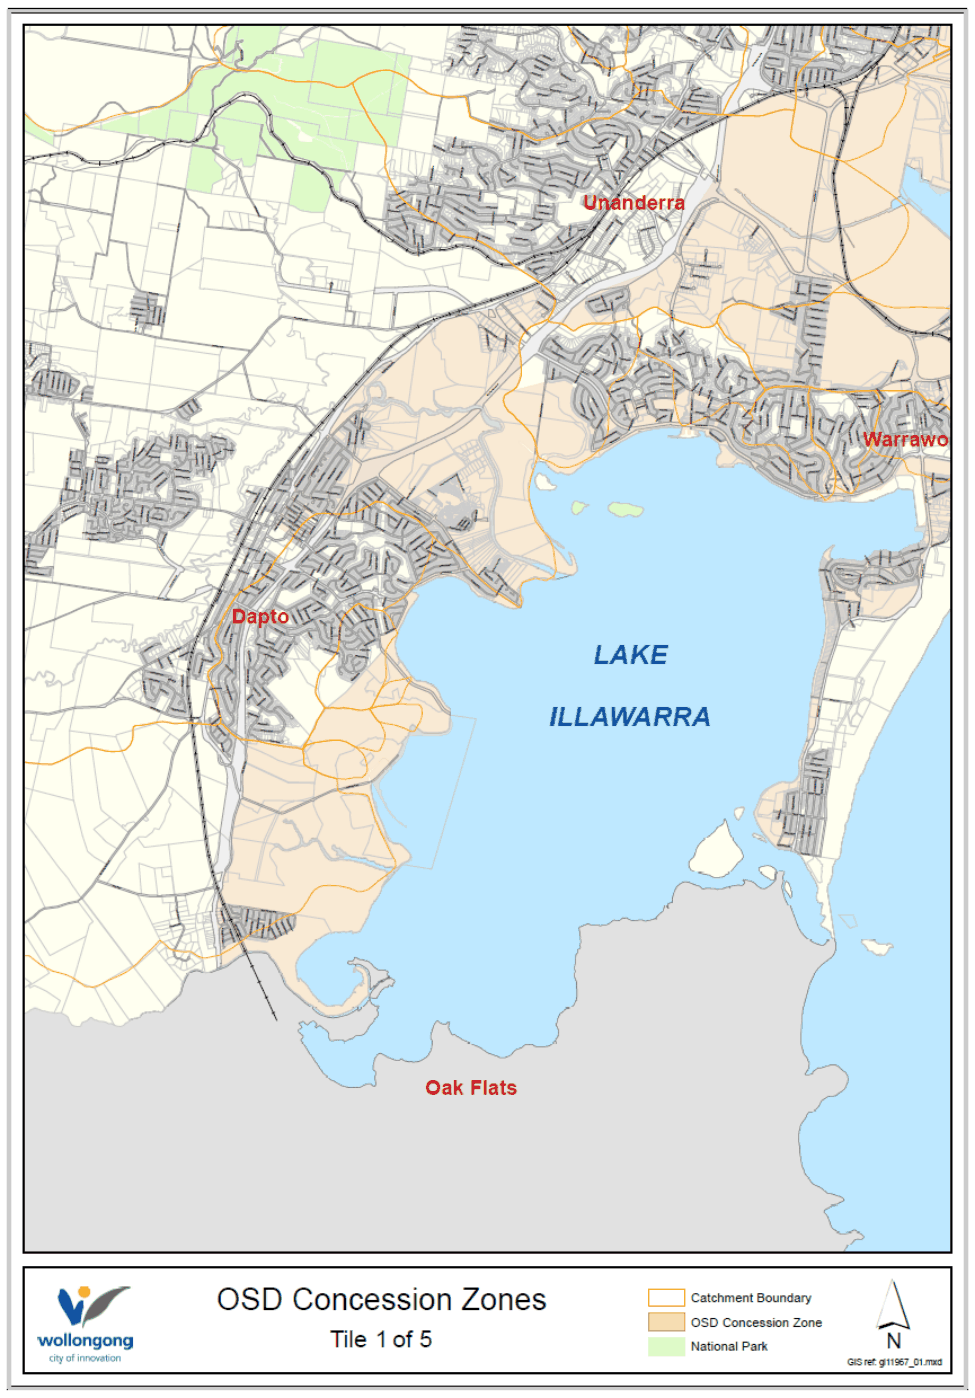 Unanderra
Warrawo
Dapto
LAKE
ILLAWARRA
Oak Flats
wollongong
city of innovation
OSD Concession Zones
Tile 1 of 5
Catchment Boundary
OSD Concession Zone
National Park
N
GIS ref: gl11967_01.mxd